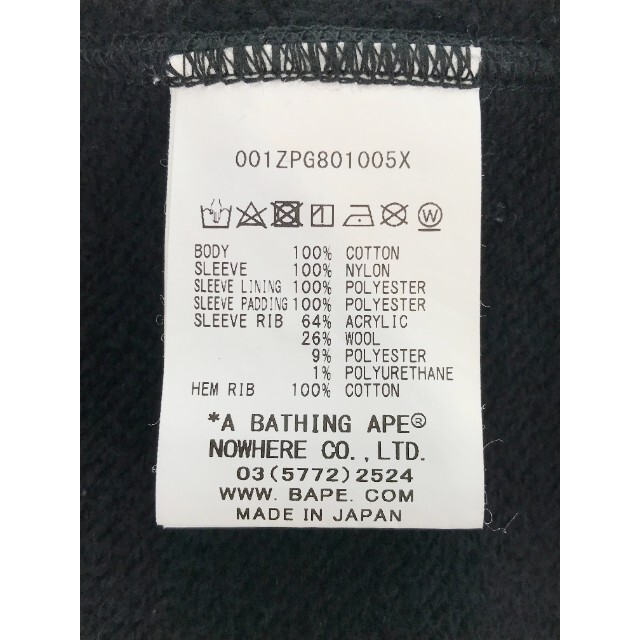 001ZPG801005X
W
BODY 100% COTTON
SLEEVE 100% NYLON
SLEEVE LINING 100% POLYESTER
SLEEVE PADDING 100% POLYESTER
SLEEVE RIB 64% ACRYLIC
26% WOOL
9% POLYESTER
1% POLYURETHANE
HEM RIB 100% COTTON
*A BATHING APE®
NOWHERE CO.,LTD.
03(5772)2524
WWW.BAPE.COM
MADE IN JAPAN